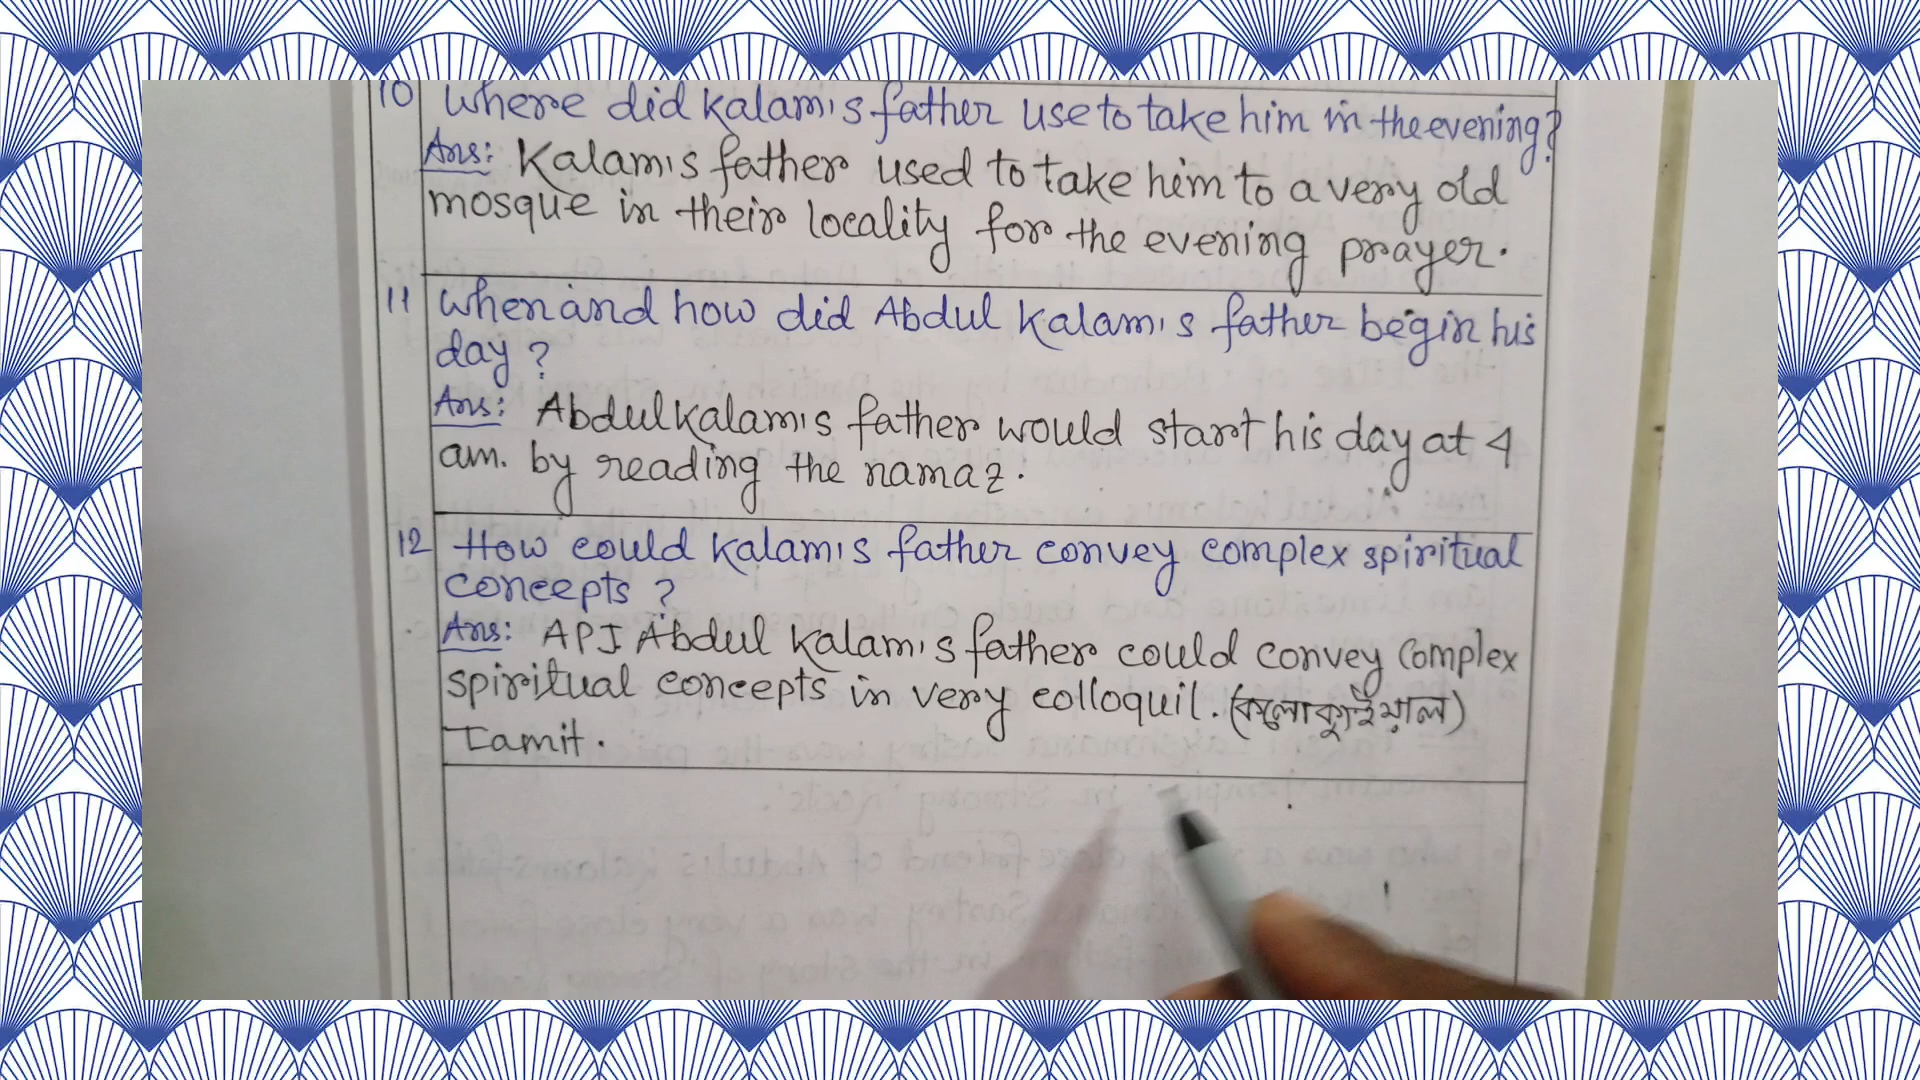 10 Where did Kalam's father use to take him in the evening?
Ans: Kalam's father used to take him to a very old
mosque in their locality for the evening prayer.
11 When and how did Abdul Kalam's father begin his
day ?
Ans: Abdul Kalam's father would start his day at 4
am. by reading the namaz.
12 How could Kalam's father convey complex spiritual
concepts ?
Ans: APJ Abdul Kalam's father could convey complex
spiritual concepts in very colloquil. (কলোকুইয়াল)
Tamil.